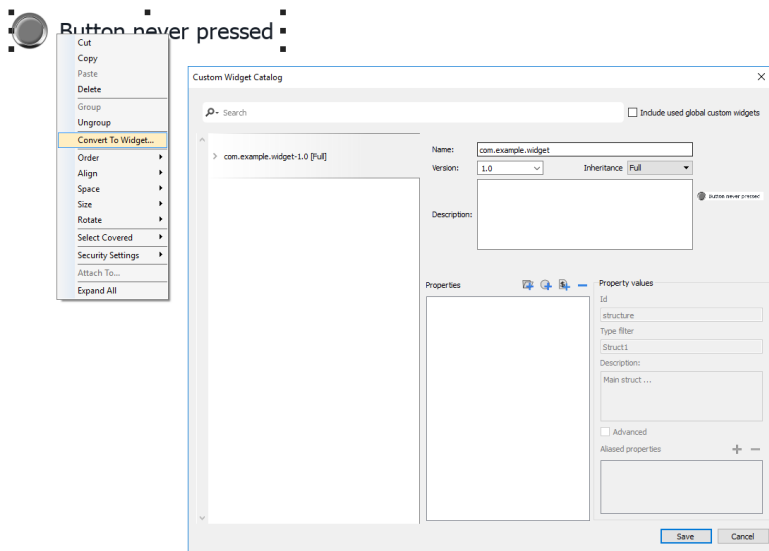 Button never pressed
Cut
Copy
Paste
Delete
Group
Ungroup
Convert To Widget...
Order
Align
Space
Size
Rotate
Select Covered
Security Settings
Attach To...
Expand All
Custom Widget Catalog
Search
Include used global custom widgets
com.example.widget-1.0 [Full]
Name: com.example.widget
Version: 1.0 Inheritance Full
Description:
Button never pressed
Properties
Property values
Id
structure
Type filter
Struct1
Description:
Main struct ...
Advanced
Aliased properties
Save Cancel